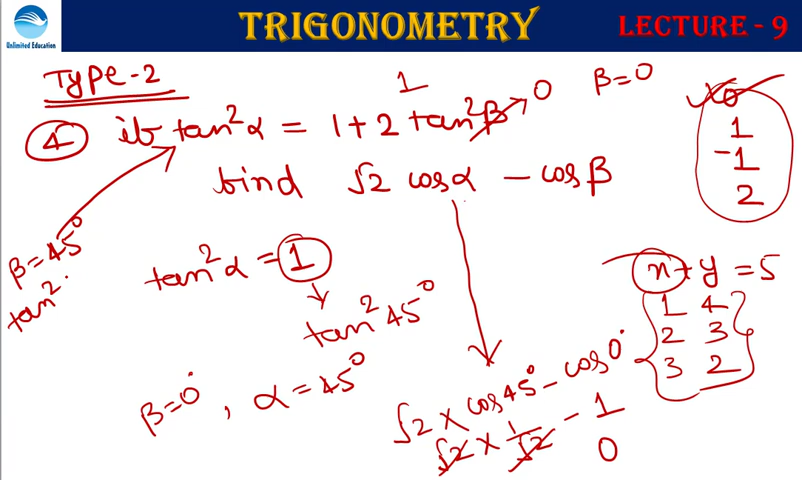 Unlimited Education
TRIGONOMETRY
LECTURE - 9
Type-2
④ if tan²α = 1 + 2 tan²β → 0
1
β=0
find √2 cosα - cosβ
0
1
-1
2
β=45°
tan²
tan²α = 1
tan²45°
β=0°, α=45°
x + y = 5
1 4
2 3
3 2
√2 × cos45° - cos0°
√2 × 1/√2 - 1
0